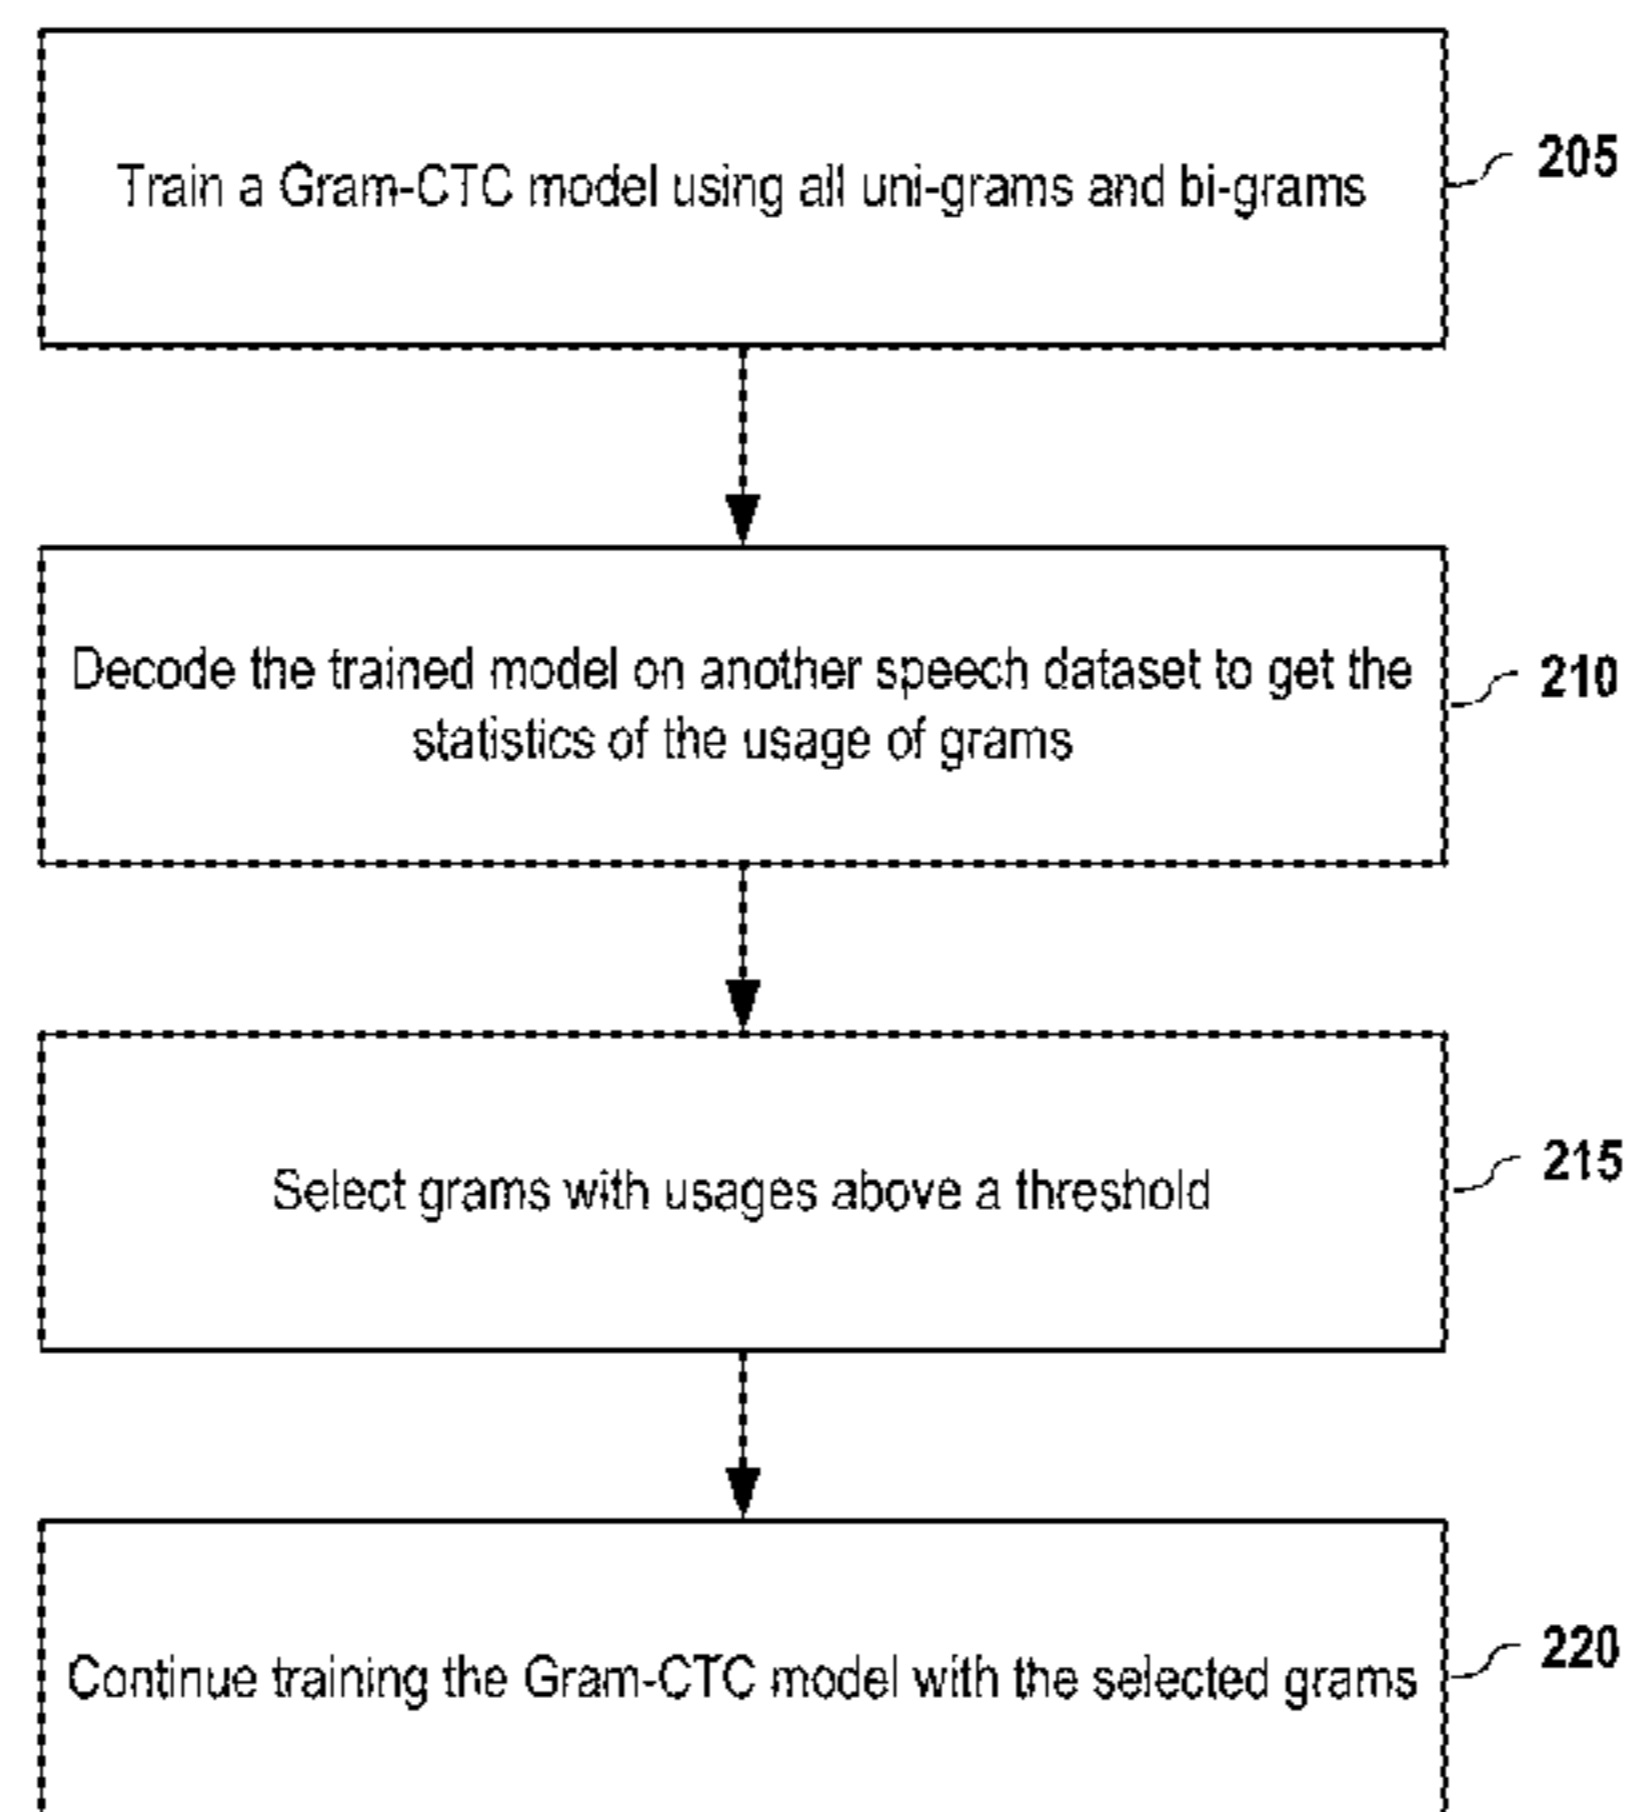 Train a Gram-CTC model using all uni-grams and bi-grams
205
Decode the trained model on another speech dataset to get the
statistics of the usage of grams
210
Select grams with usages above a threshold
215
Continue training the Gram-CTC model with the selected grams
220